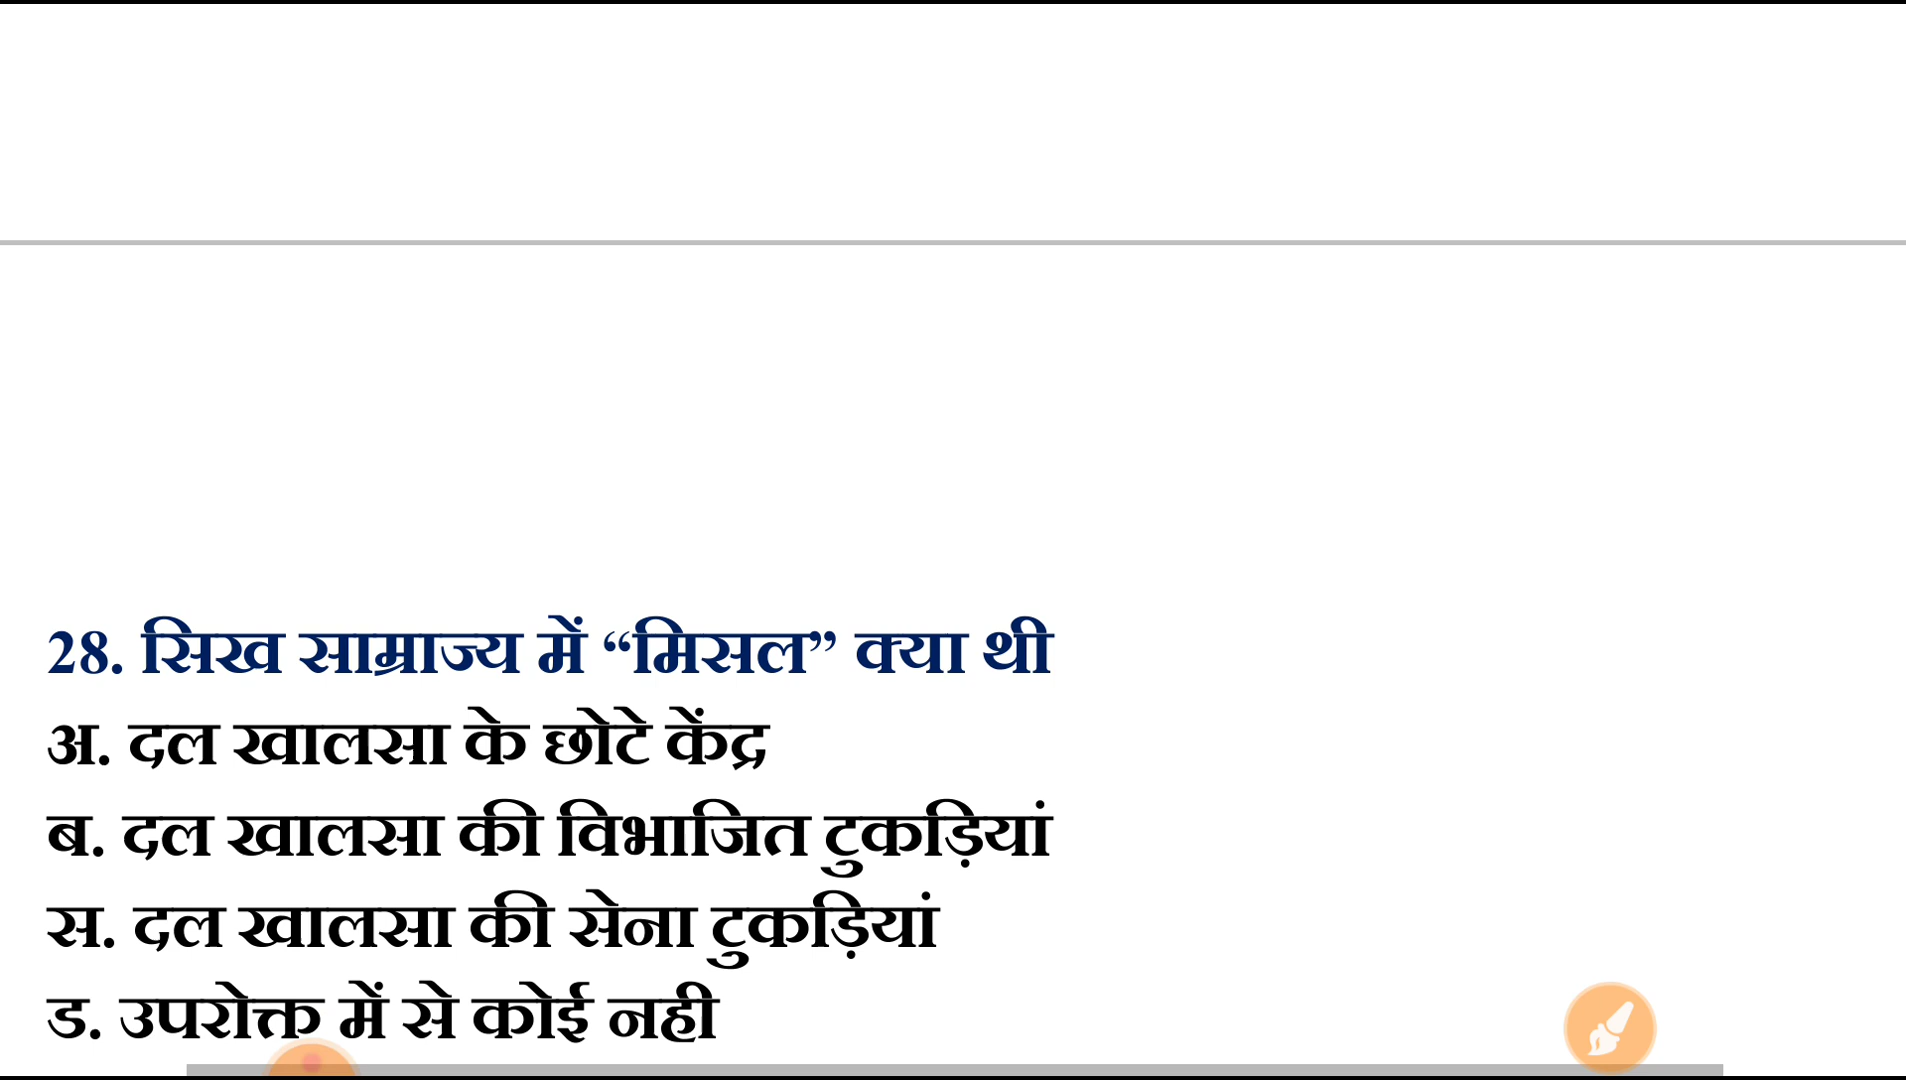 28. सिख साम्राज्य में “मिसल” क्या थी
अ. दल खालसा के छोटे केंद्र
ब. दल खालसा की विभाजित टुकड़ियां
स. दल खालसा की सेना टुकड़ियां
ड. उपरोक्त में से कोई नही